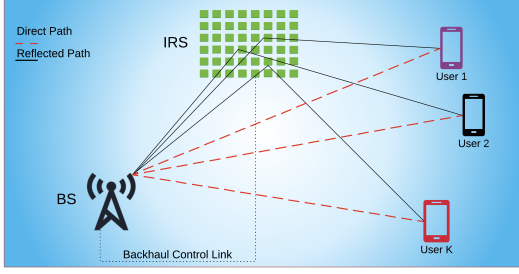 Direct Path
Reflected Path
IRS
User 1
User 2
BS
User K
Backhaul Control Link